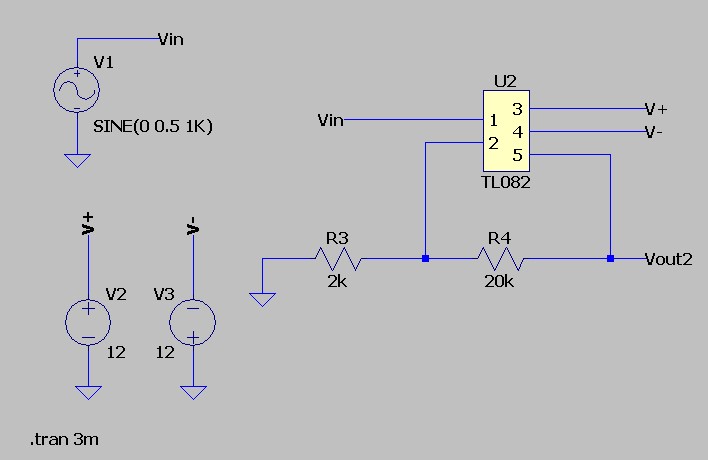 Vin
V1
SINE(0 0.5 1K)
U2
Vin
1
2
3
4
5
V+
V-
TL082
R3
2k
R4
20k
Vout2
V+
V-
V2
12
V3
12
.tran 3m